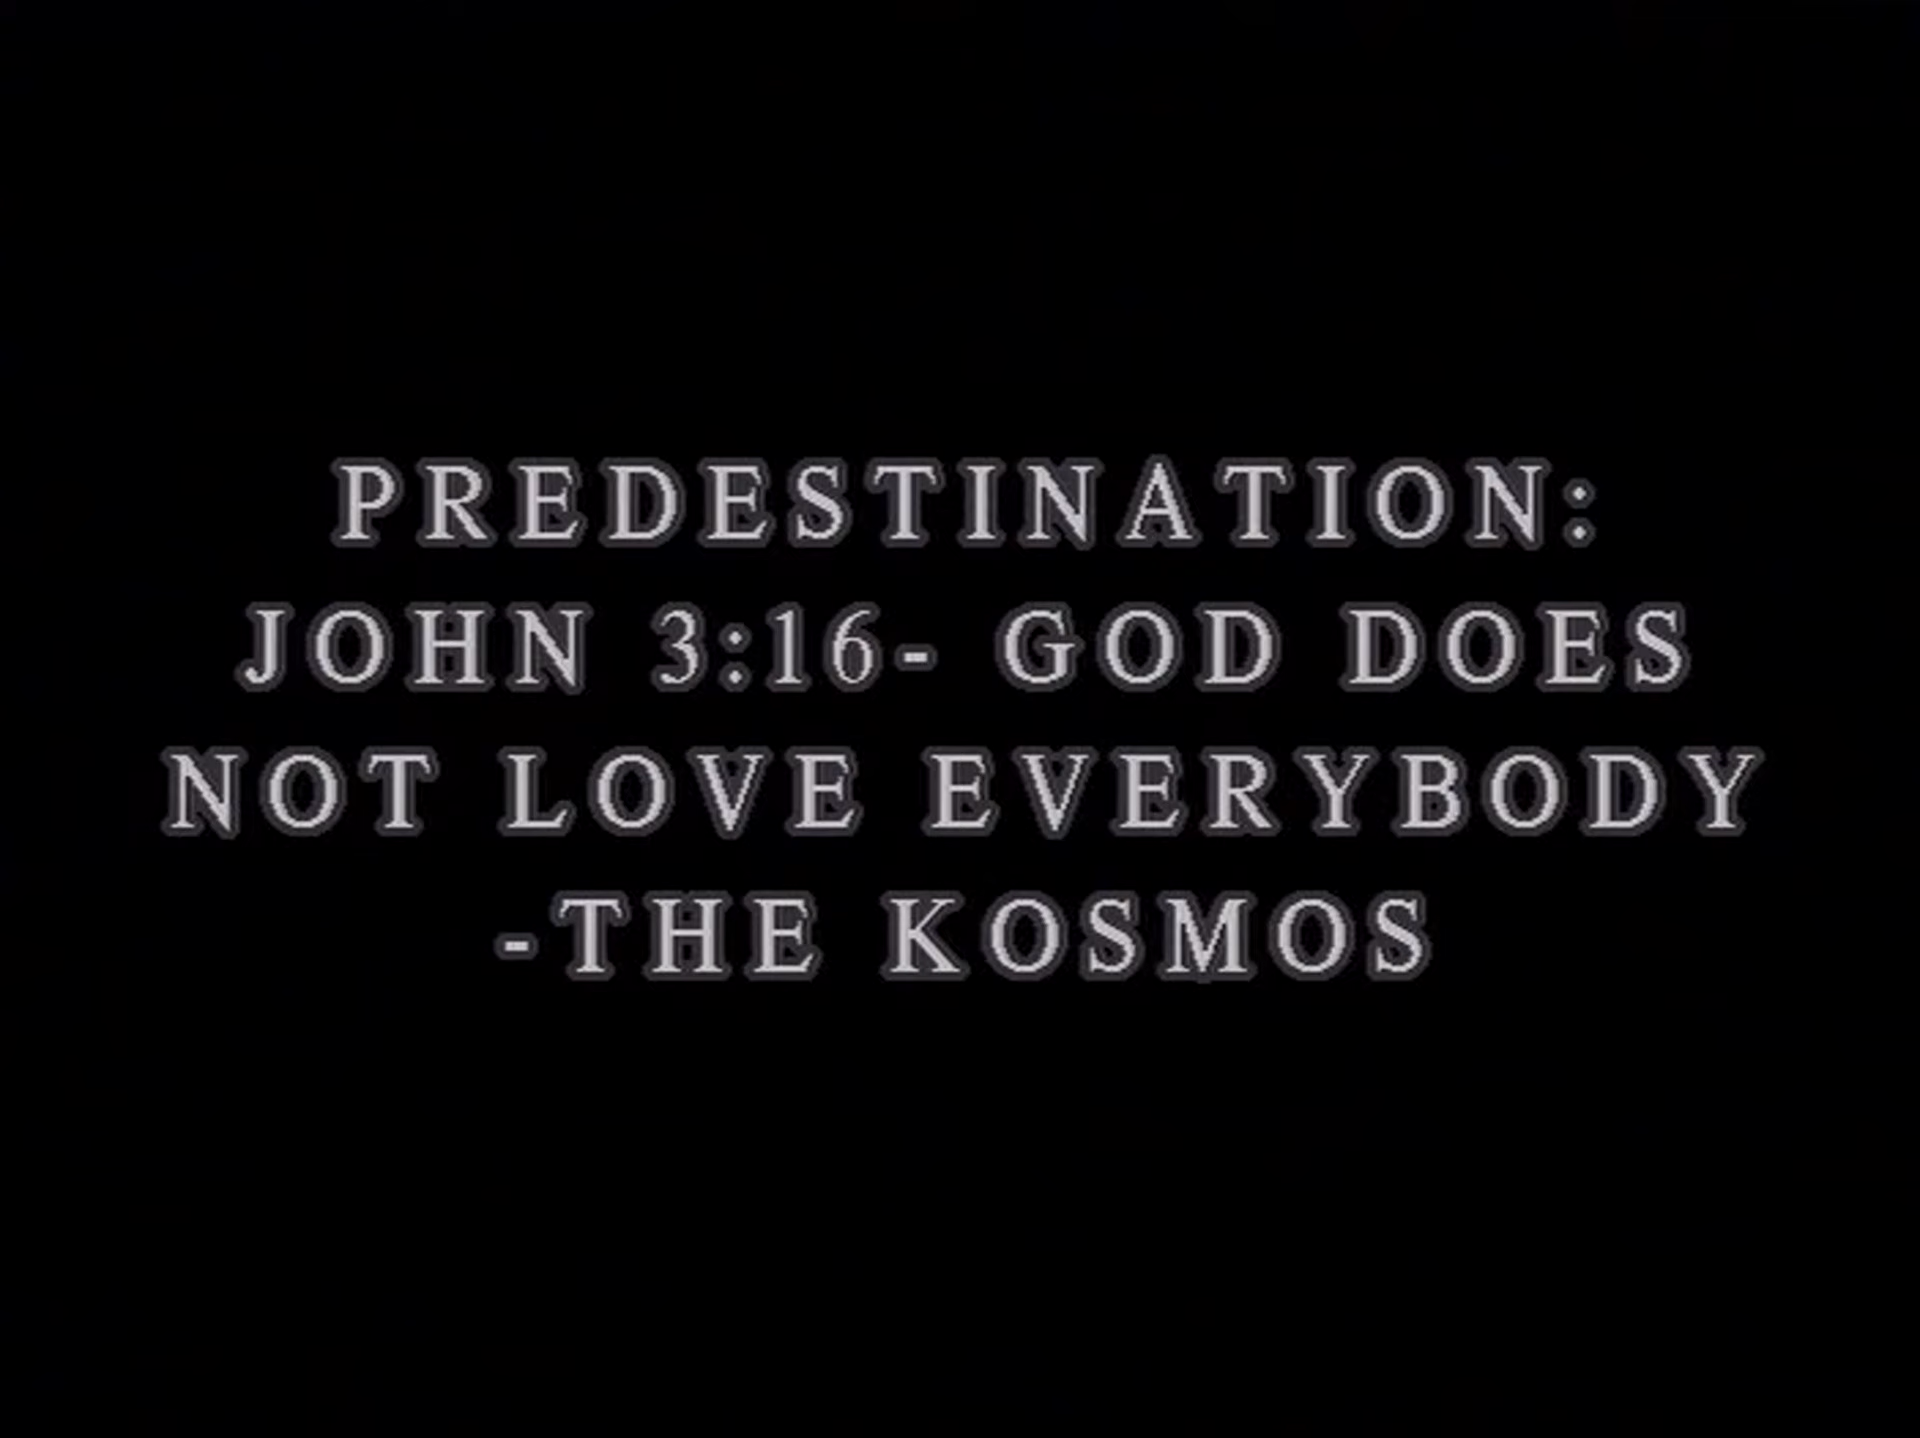 PREDESTINATION:
JOHN 3:16- GOD DOES
NOT LOVE EVERYBODY
-THE KOSMOS